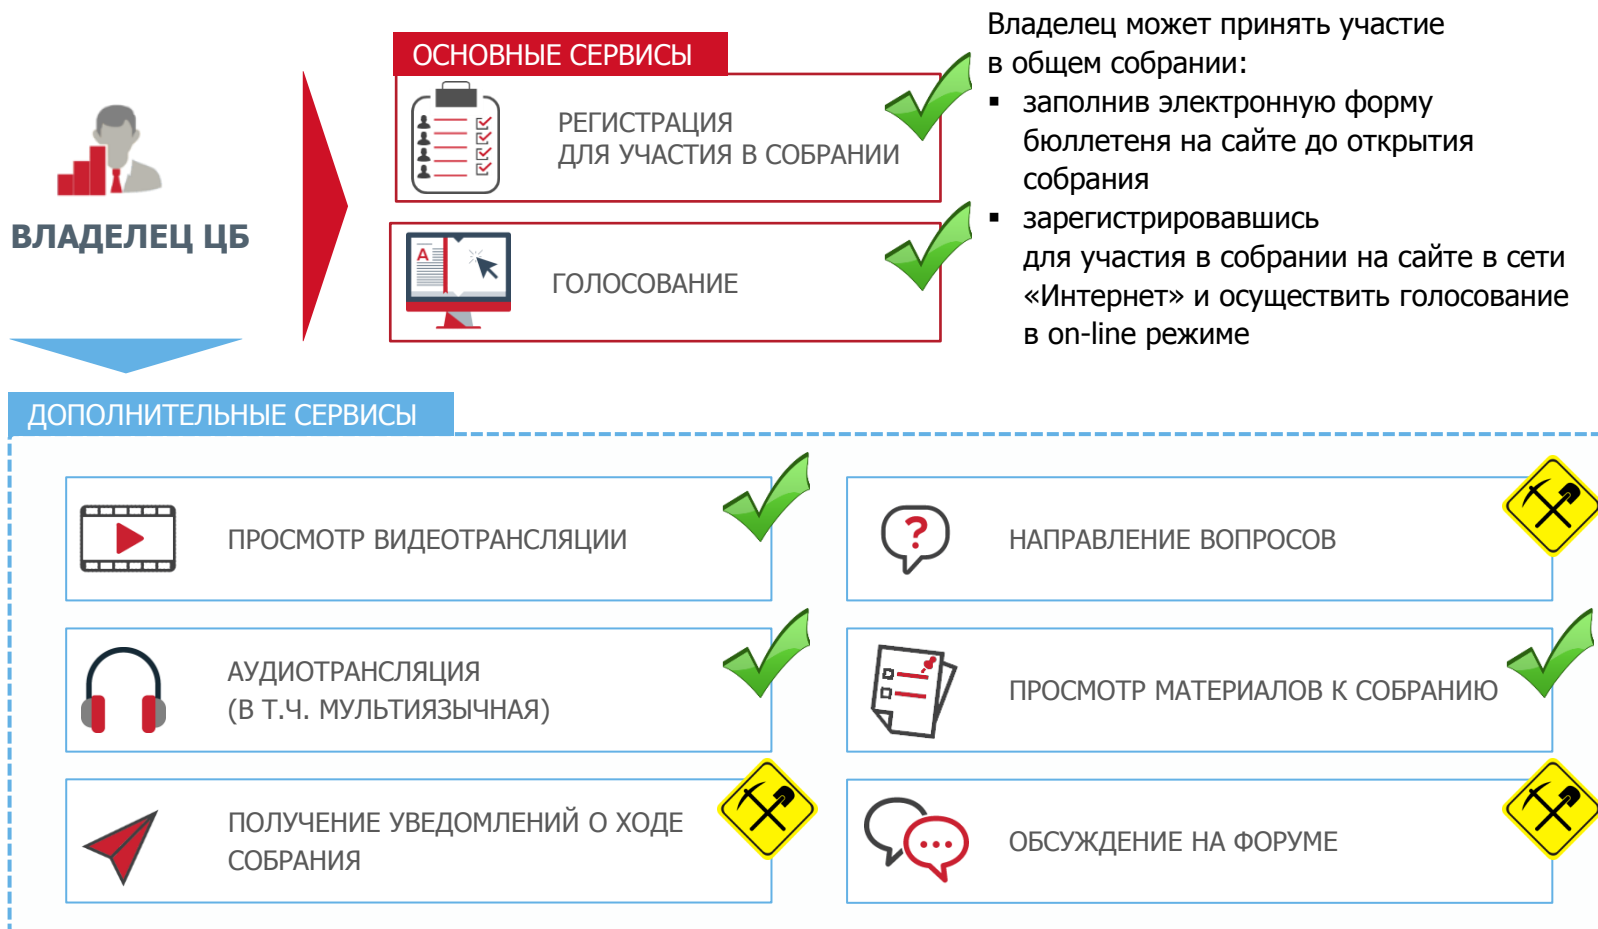 ВЛАДЕЛЕЦ ЦБ
ОСНОВНЫЕ СЕРВИСЫ
РЕГИСТРАЦИЯ
ДЛЯ УЧАСТИЯ В СОБРАНИИ
A
ГОЛОСОВАНИЕ
Владелец может принять участие
в общем собрании:
▪ заполнив электронную форму
бюллетеня на сайте до открытия
собрания
▪ зарегистрировавшись
для участия в собрании на сайте в сети
«Интернет» и осуществить голосование
в on-line режиме
ДОПОЛНИТЕЛЬНЫЕ СЕРВИСЫ
ПРОСМОТР ВИДЕОТРАНСЛЯЦИИ
?
НАПРАВЛЕНИЕ ВОПРОСОВ
АУДИОТРАНСЛЯЦИЯ
(В Т.Ч. МУЛЬТИЯЗЫЧНАЯ)
ПРОСМОТР МАТЕРИАЛОВ К СОБРАНИЮ
ПОЛУЧЕНИЕ УВЕДОМЛЕНИЙ О ХОДЕ
СОБРАНИЯ
ОБСУЖДЕНИЕ НА ФОРУМЕ